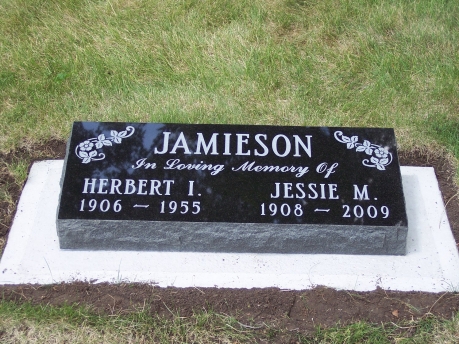 JAMIESON
In Loving Memory Of
HERBERT I. JESSIE M.
1906 — 1955 1908 — 2009